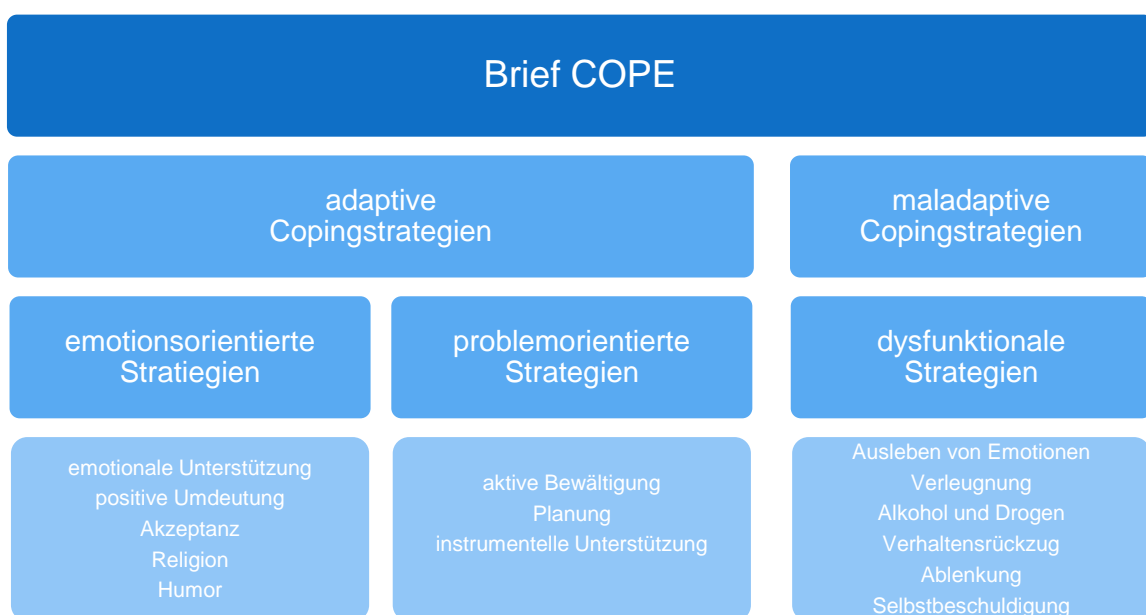 Brief COPE
adaptive
Copingstrategien
maladaptive
Copingstrategien
emotionsorientierte
Stratiegien
problemorientierte
Strategien
dysfunktionale
Strategien
emotionale Unterstützung
positive Umdeutung
Akzeptanz
Religion
Humor
aktive Bewältigung
Planung
instrumentelle Unterstützung
Ausleben von Emotionen
Verleugnung
Alkohol und Drogen
Verhaltensrückzug
Ablenkung
Selbstbeschuldigung